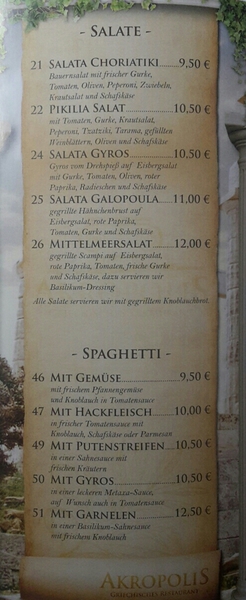 - SALATE -
21 SALATA CHORIATIKI......9,50 €
Bauernsalat mit frischer Gurke,
Tomaten, Oliven, Peperoni, Zwiebeln,
Krautsalat und Schafskäse
22 PIKILIA SALAT............10,50 €
mit Tomaten, Gurke, Krautsalat,
Peperoni, Tzatziki, Tarama, gefüllten
Weinblättern, Oliven und Schafskäse
24 SALATA GYROS............10,50 €
Gyros vom Drehspieß auf Eisbergsalat
mit Gurke, Tomaten, Oliven, roter
Paprika, Radieschen und Schafskäse
25 SALATA GALOPOULA.......11,00 €
gegrillte Hähnchenbrust auf
Eisbergsalat, rote Paprika,
Tomaten, Gurke und Schafskäse
26 MITTELMEERSALAT........12,00 €
gegrillte Scampi auf Eisbergsalat,
rote Paprika, Tomaten, frische Gurke
und Schafskäse, dazu servieren wir
Basilikum-Dressing
Alle Salate servieren wir mit gegrilltem Knoblauchbrot.
- SPAGHETTI -
46 MIT GEMÜSE...............9,50 €
mit frischem Pfannengemüse
und Knoblauch in Tomatensauce
47 MIT HACKFLEISCH.......10,00 €
in frischer Tomatensauce mit
Knoblauch, Schafskäse oder Parmesan
49 MIT PUTENSTREIFEN.....10,50 €
in einer Sahnesauce mit
frischen Kräutern
50 MIT GYROS................10,50 €
in einer leckeren Metaxa-Sauce,
auf Wunsch auch in Tomatensauce
51 MIT GARNELEN............12,50 €
in einer Basilikum-Sahnesauce
mit frischem Knoblauch
AKROPOLIS
GRIECHISCHES RESTAURANT